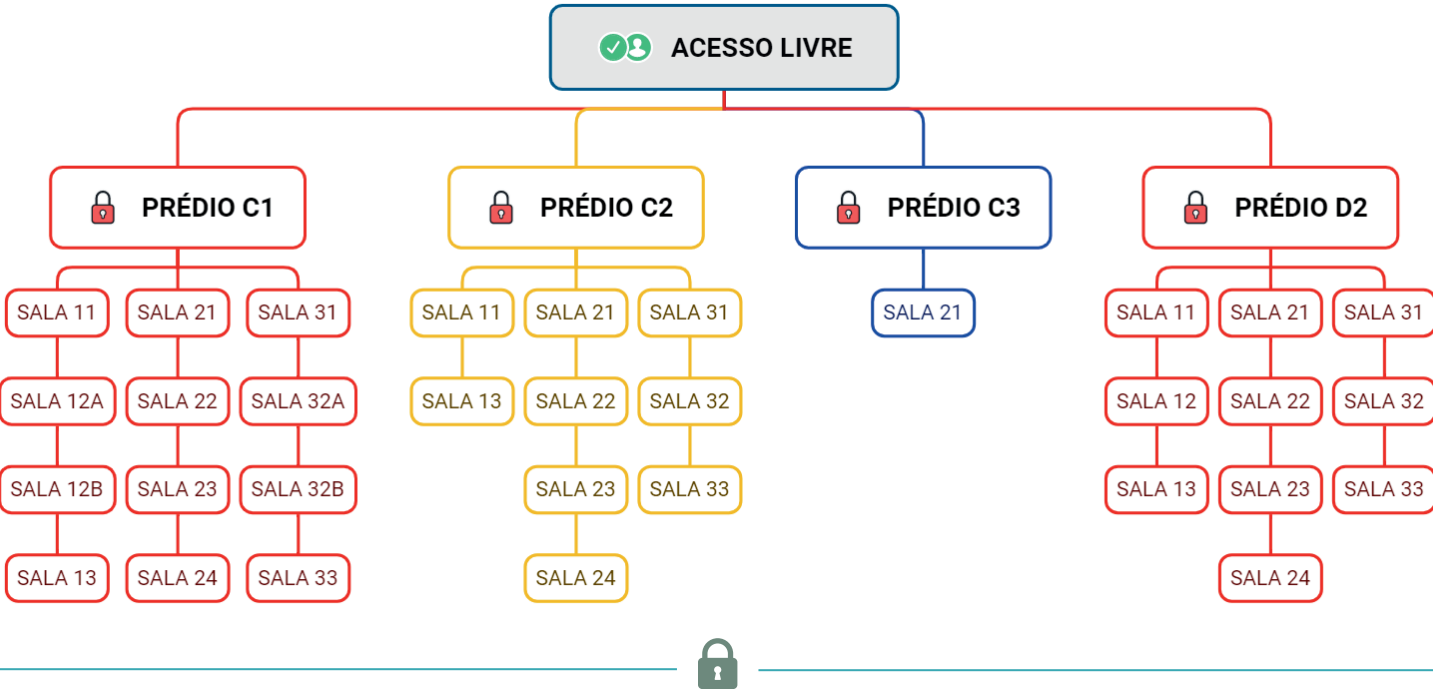 ACESSO LIVRE
PRÉDIO C1
PRÉDIO C2
PRÉDIO C3
PRÉDIO D2
SALA 11
SALA 21
SALA 31
SALA 11
SALA 21
SALA 31
SALA 21
SALA 11
SALA 21
SALA 31
SALA 12A
SALA 22
SALA 32A
SALA 13
SALA 22
SALA 32
SALA 12
SALA 22
SALA 32
SALA 12B
SALA 23
SALA 32B
SALA 23
SALA 33
SALA 13
SALA 23
SALA 33
SALA 13
SALA 24
SALA 33
SALA 24
SALA 24